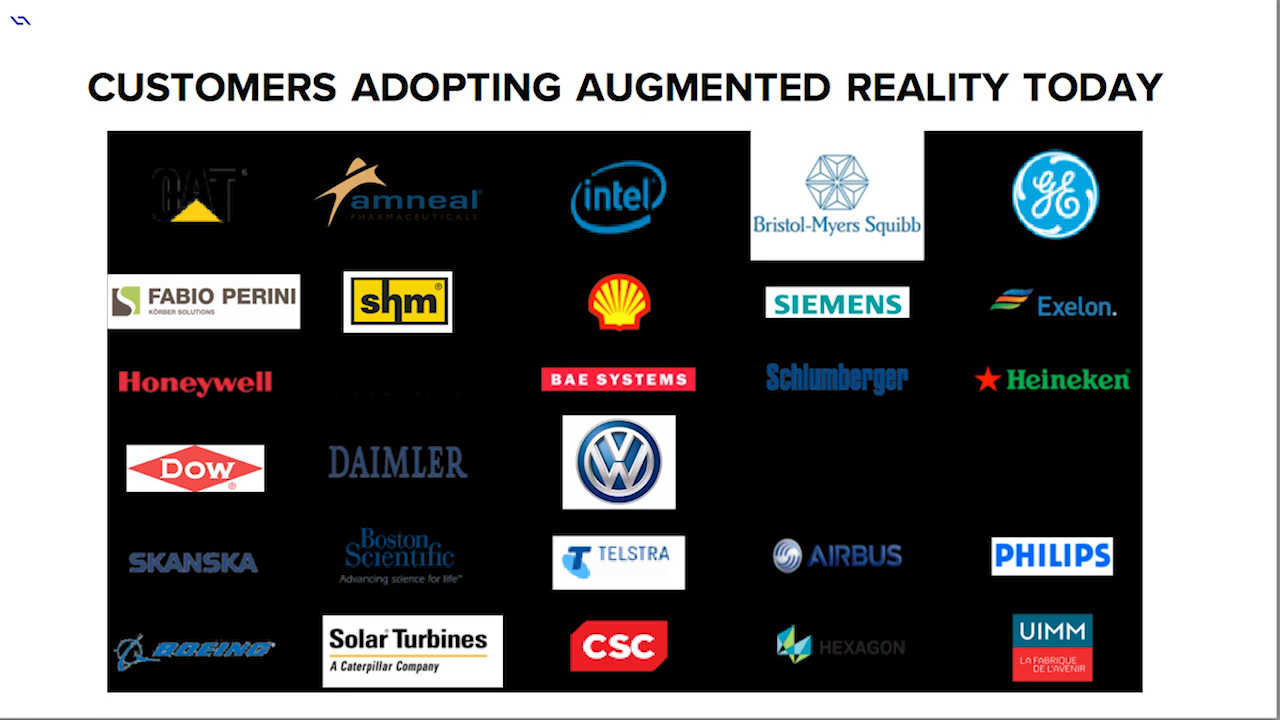 CUSTOMERS ADOPTING AUGMENTED REALITY TODAY
CAT
amneal®
PHARMACEUTICALS
intel
Bristol-Myers Squibb
GE
FABIO PERINI
KÖRBER SOLUTIONS
shm®
SIEMENS
Exelon.
Honeywell
BAE SYSTEMS
Schlumberger
Heineken®
DOW®
DAIMLER
VW
SKANSKA
Boston
Scientific
Advancing science for life™
T TELSTRA
AIRBUS
PHILIPS
BOEING®
Solar Turbines
A Caterpillar Company
CSC
HEXAGON
UIMM
LA FABRIQUE
DE L'AVENIR